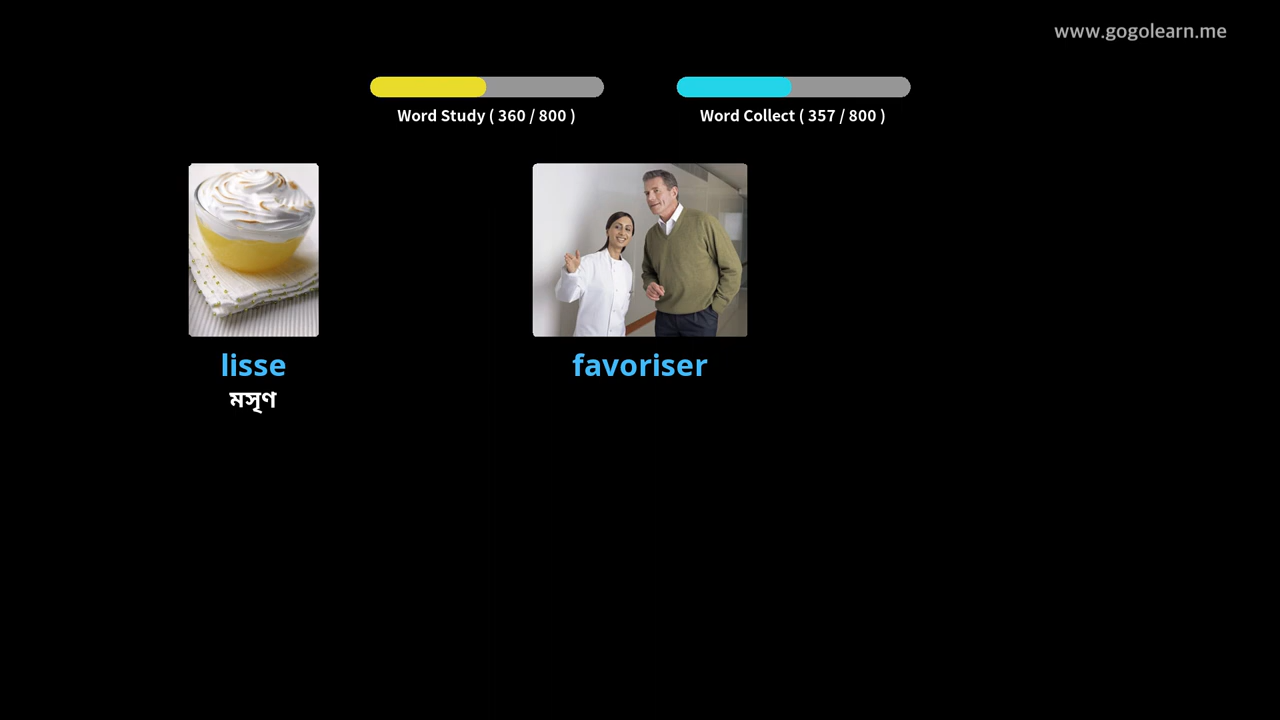 www.gogolearn.me
Word Study ( 360 / 800 )
Word Collect ( 357 / 800 )
lisse
মসৃণ
favoriser